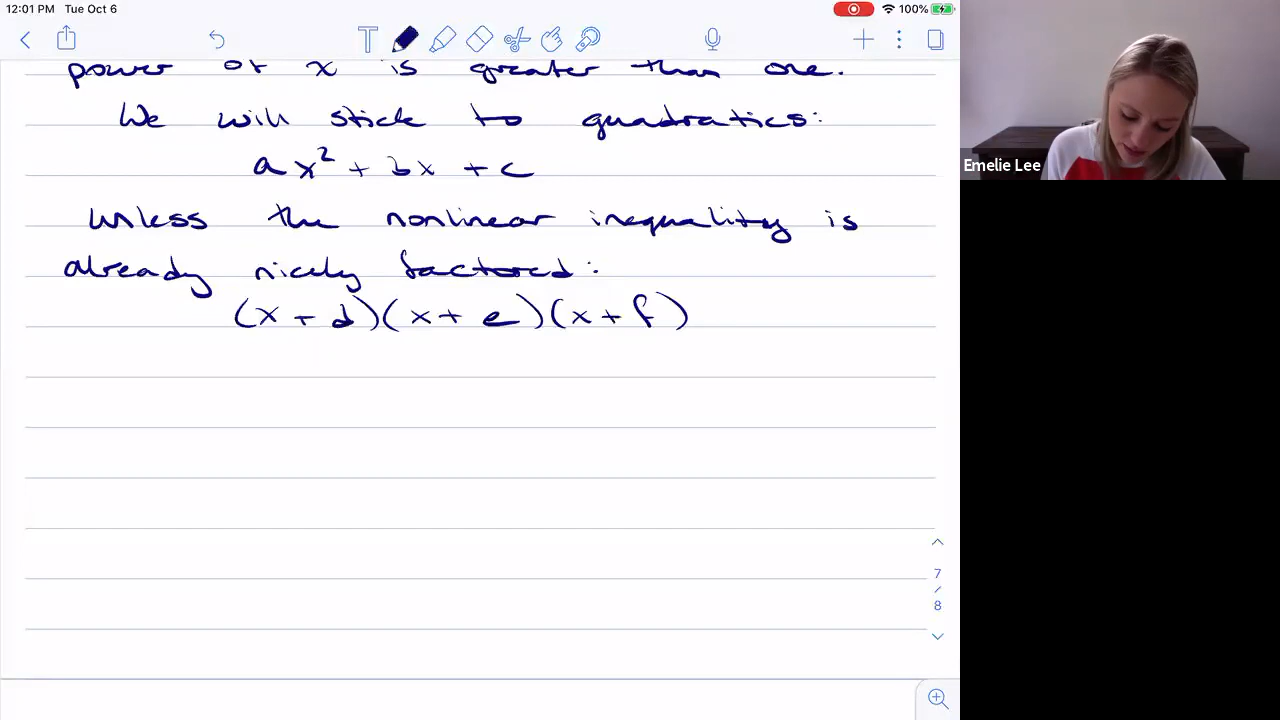 12:01 PM Tue Oct 6
100%
T
power of x is greater than one.
We will stick to quadratics:
ax² + bx + c
unless the nonlinear inequality is
already nicely factored:
(x + d)(x + e)(x + f)
7
/
8
Emelie Lee